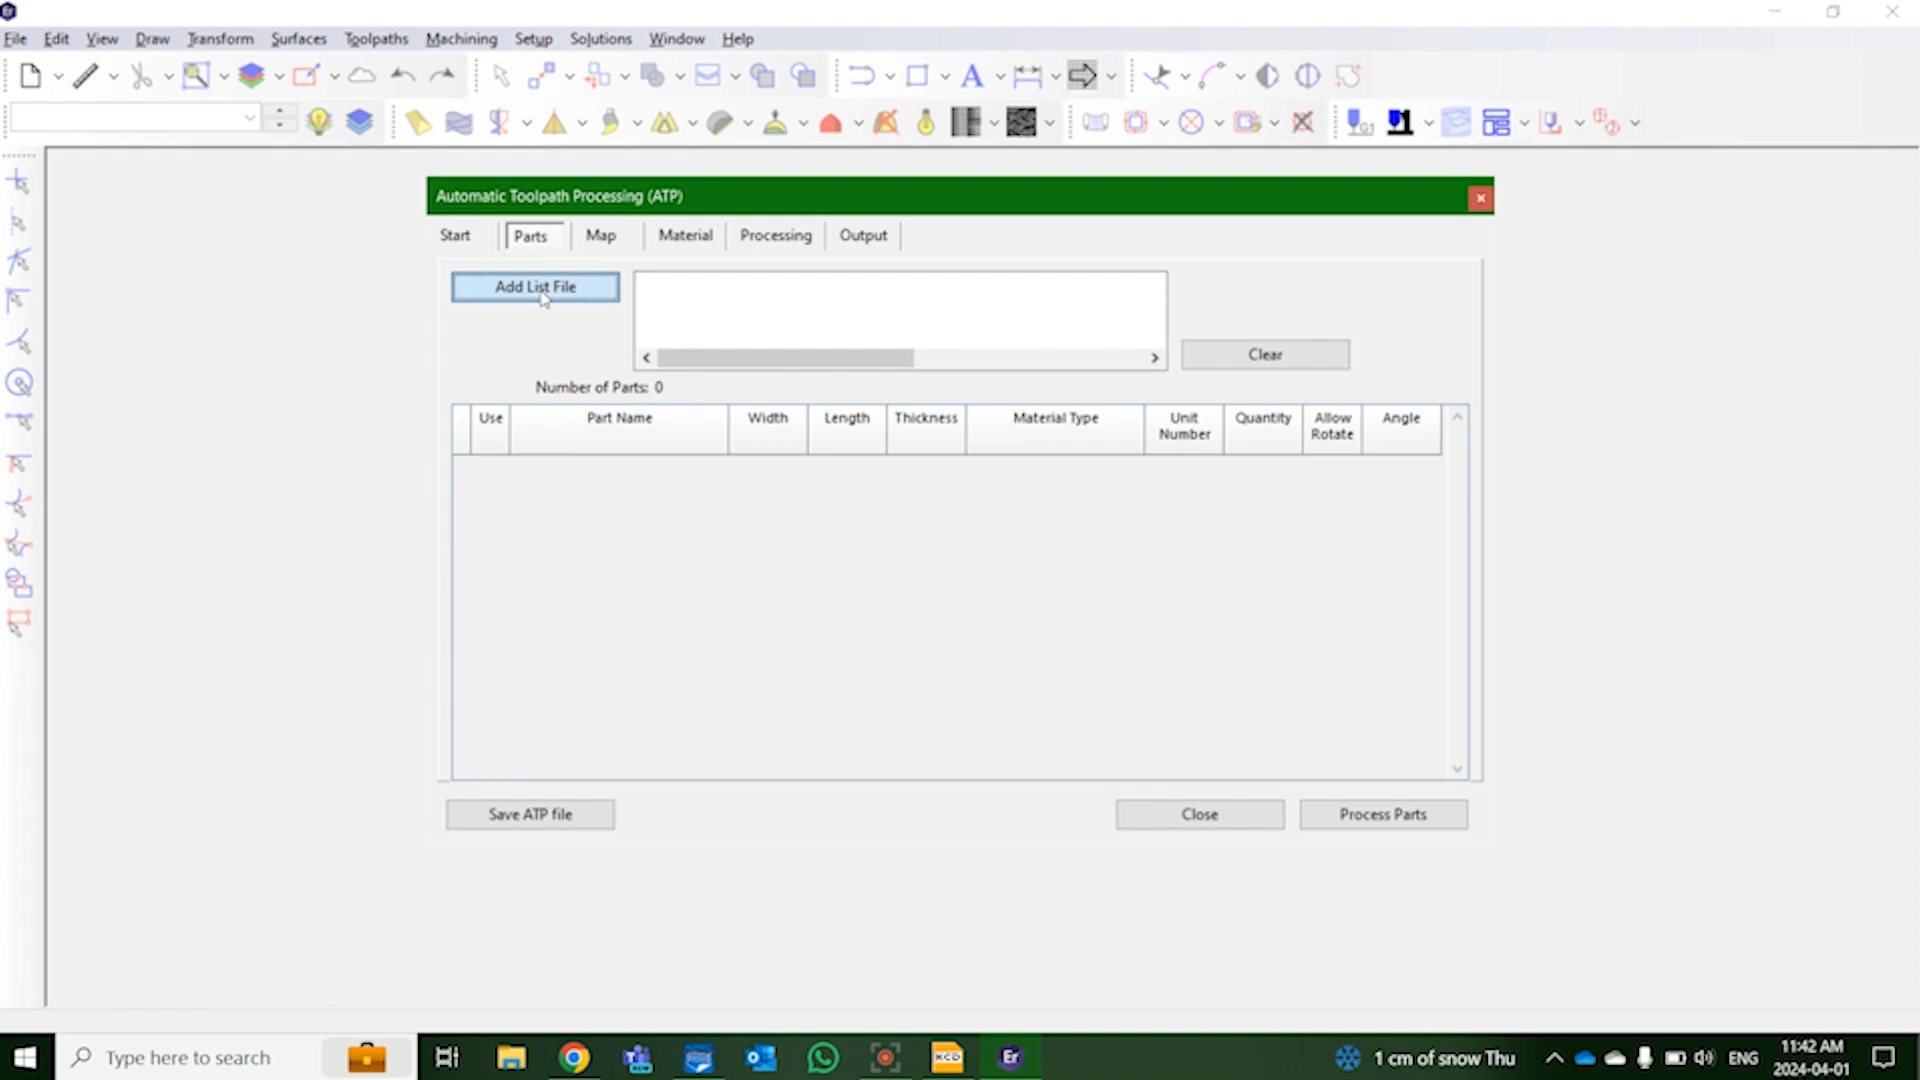 File Edit View Draw Transform Surfaces Toolpaths Machining Setup Solutions Window Help
Automatic Toolpath Processing (ATP)
Start Parts Map Material Processing Output
Add List File
Clear
Number of Parts: 0
Use Part Name Width Length Thickness Material Type Unit Number Quantity Allow Rotate Angle
Save ATP file Close Process Parts
Type here to search
KCD
Er
1 cm of snow Thu
ENG
11:42 AM
2024-04-01